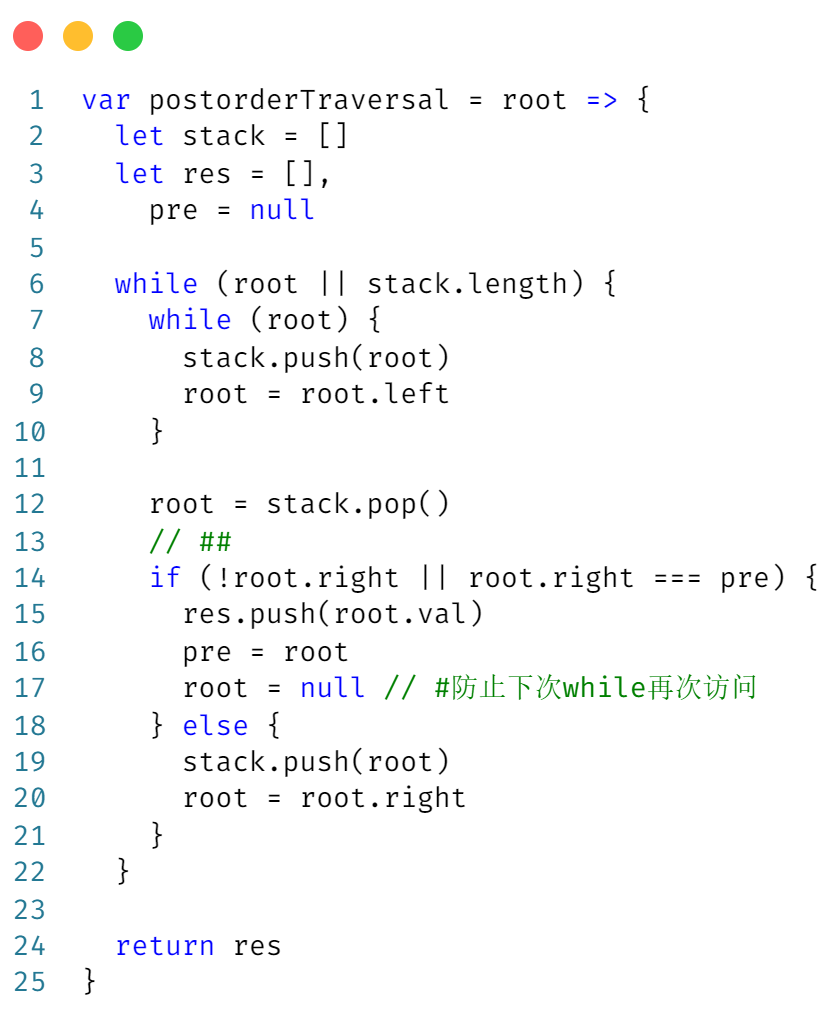 1 var postorderTraversal = root => {
2   let stack = []
3   let res = [],
4     pre = null
5
6   while (root || stack.length) {
7     while (root) {
8       stack.push(root)
9       root = root.left
10     }
11
12     root = stack.pop()
13     // ##
14     if (!root.right || root.right === pre) {
15       res.push(root.val)
16       pre = root
17       root = null // #防止下次while再次访问
18     } else {
19       stack.push(root)
20       root = root.right
21     }
22   }
23
24   return res
25 }